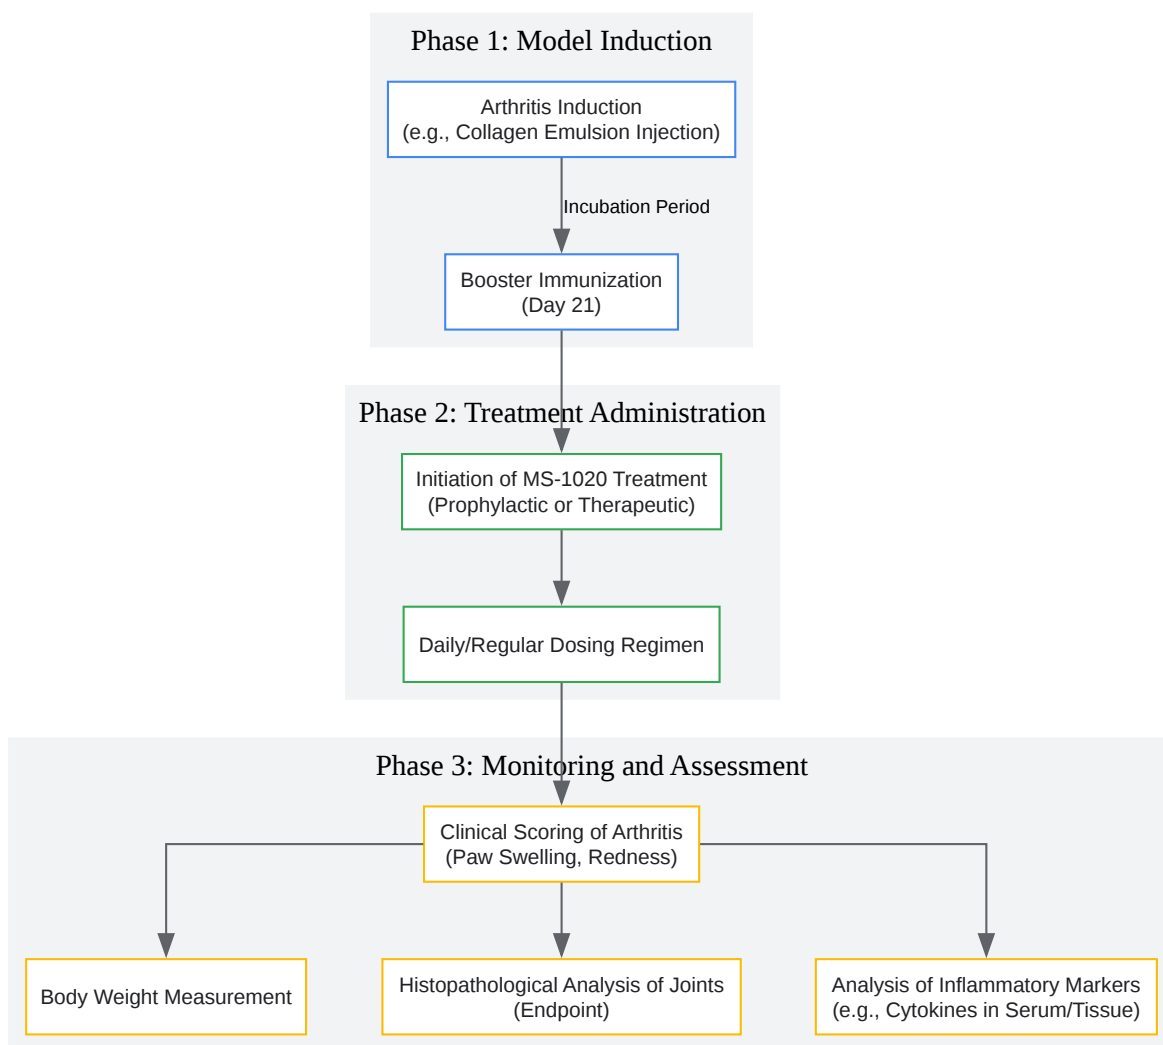 Phase 1: Model Induction
Arthritis Induction
(e.g., Collagen Emulsion Injection)
Incubation Period
Booster Immunization
(Day 21)
Phase 2: Treatment Administration
Initiation of MS-1020 Treatment
(Prophylactic or Therapeutic)
Daily/Regular Dosing Regimen
Phase 3: Monitoring and Assessment
Clinical Scoring of Arthritis
(Paw Swelling, Redness)
Body Weight Measurement
Histopathological Analysis of Joints
(Endpoint)
Analysis of Inflammatory Markers
(e.g., Cytokines in Serum/Tissue)